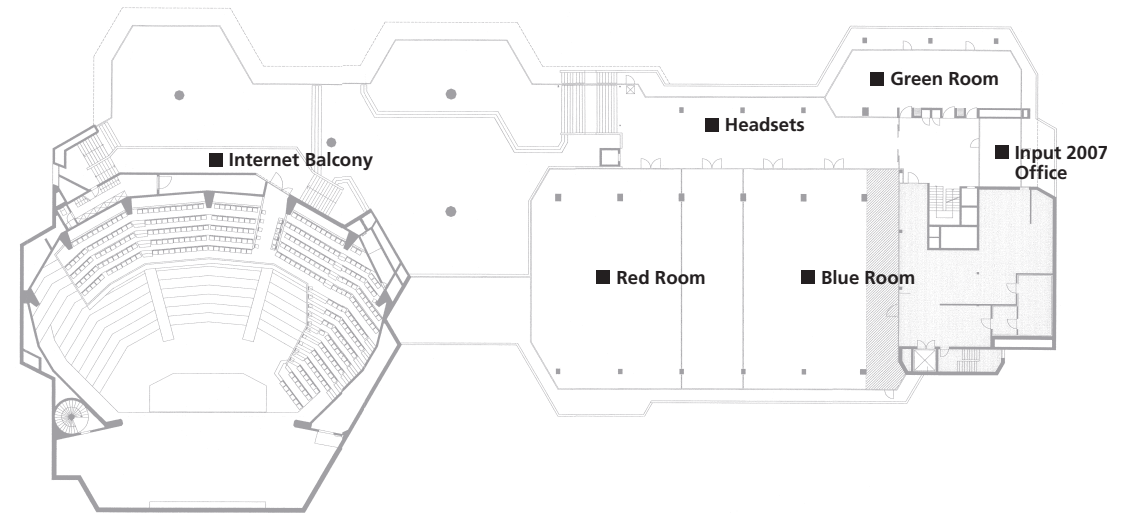 Green Room
Headsets
Internet Balcony
Input 2007
Office
Red Room
Blue Room